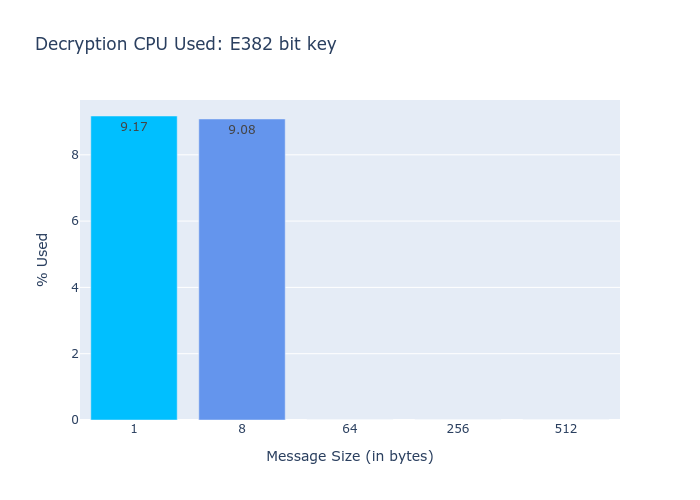 Decryption CPU Used: E382 bit key
9.17
9.08
8
6
4
2
0
% Used
1 8 64 256 512
Message Size (in bytes)